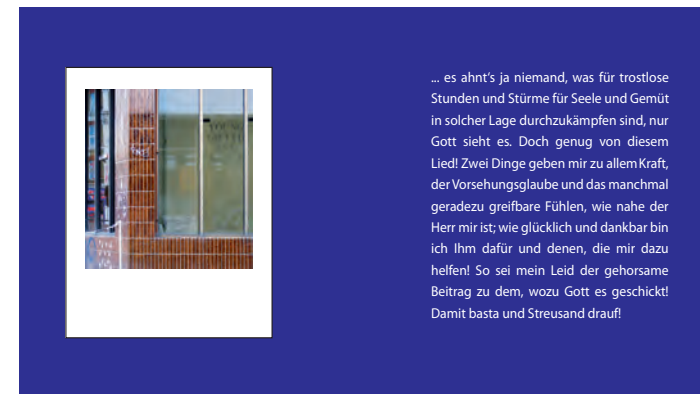 ... es ahnt's ja niemand, was für trostlose
Stunden und Stürme für Seele und Gemüt
in solcher Lage durchzukämpfen sind, nur
Gott sieht es. Doch genug von diesem
Lied! Zwei Dinge geben mir zu allem Kraft,
der Vorsehungsglaube und das manchmal
geradezu greifbare Fühlen, wie nahe der
Herr mir ist; wie glücklich und dankbar bin
ich Ihm dafür und denen, die mir dazu
helfen! So sei mein Leid der gehorsame
Beitrag zu dem, wozu Gott es geschickt!
Damit basta und Streusand drauf!